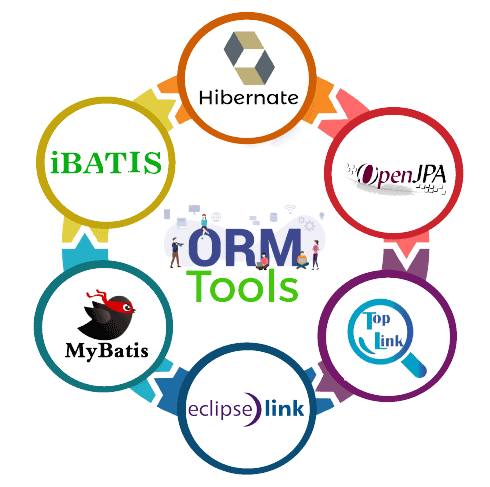 Hibernate
iBATIS
OpenJPA
ORM
Tools
MyBatis
Top
Link
eclipse link